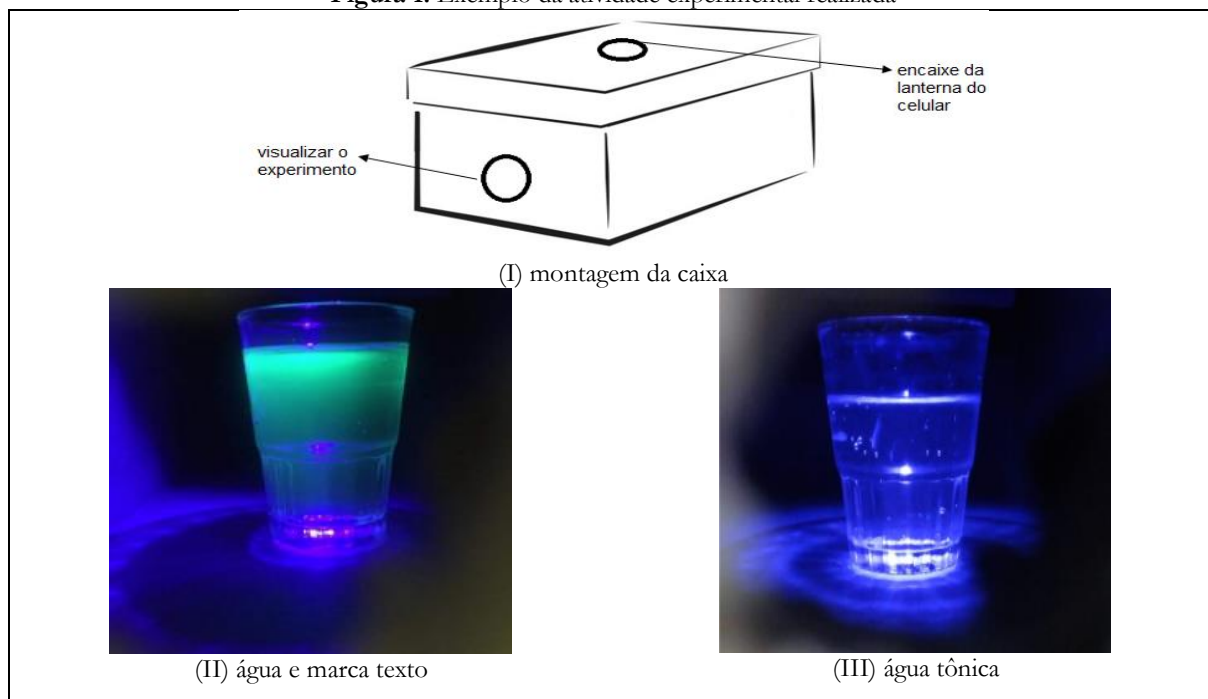 Figura I. Exemplo da atividade experimental realizada
encaixe da
lanterna do
celular
visualizar o
experimento
(I) montagem da caixa
(II) água e marca texto
(III) água tônica